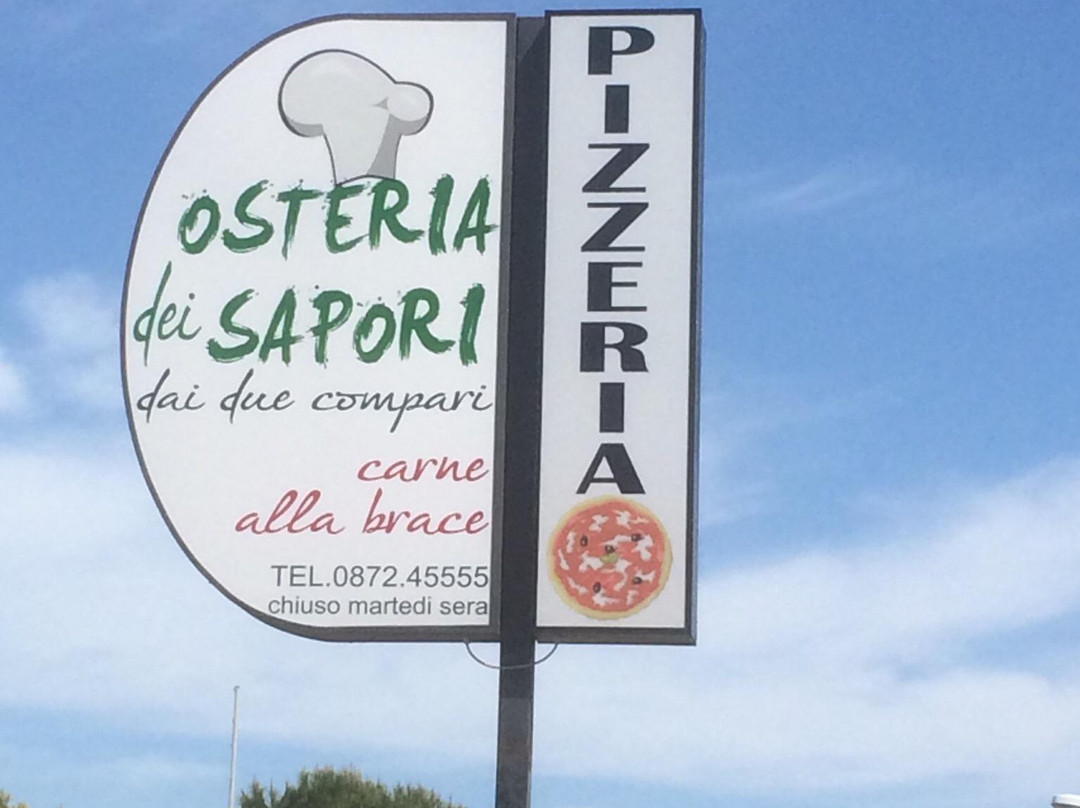 OSTERIA
dei SAPORI
dai due compari
carne
alla brace
TEL.0872.45555
chiuso martedi sera
PIZZERIA